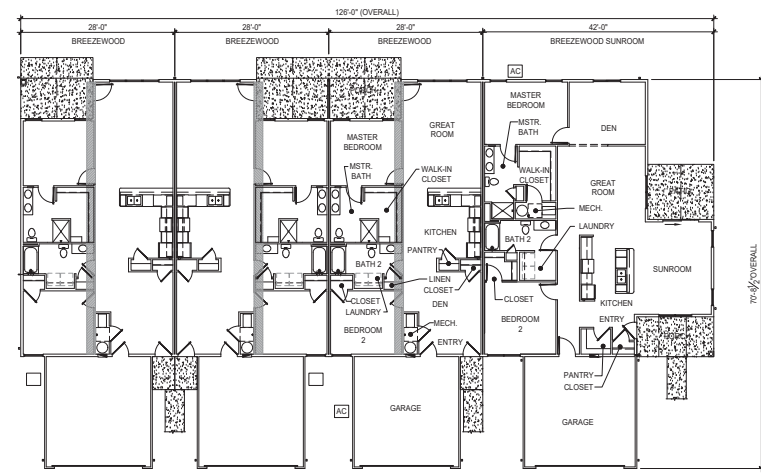 126'-0" (OVERALL)
28'-0" 28'-0" 28'-0" 42'-0"
BREEZEWOOD BREEZEWOOD BREEZEWOOD BREEZEWOOD SUNROOM
AC
MASTER
BEDROOM
DEN
MSTR.
BATH
WALK-IN
CLOSET
GREAT
ROOM
MECH.
LAUNDRY
BATH 2
SUNROOM
CLOSET
KITCHEN
BEDROOM
2
ENTRY
PANTRY
CLOSET
GARAGE
GREAT
ROOM
MASTER
BEDROOM
MSTR.
BATH
WALK-IN
CLOSET
KITCHEN
PANTRY
BATH 2
LINEN
CLOSET
CLOSET
LAUNDRY
DEN
BEDROOM
2
MECH.
ENTRY
AC
GARAGE
70'-8½" OVERALL